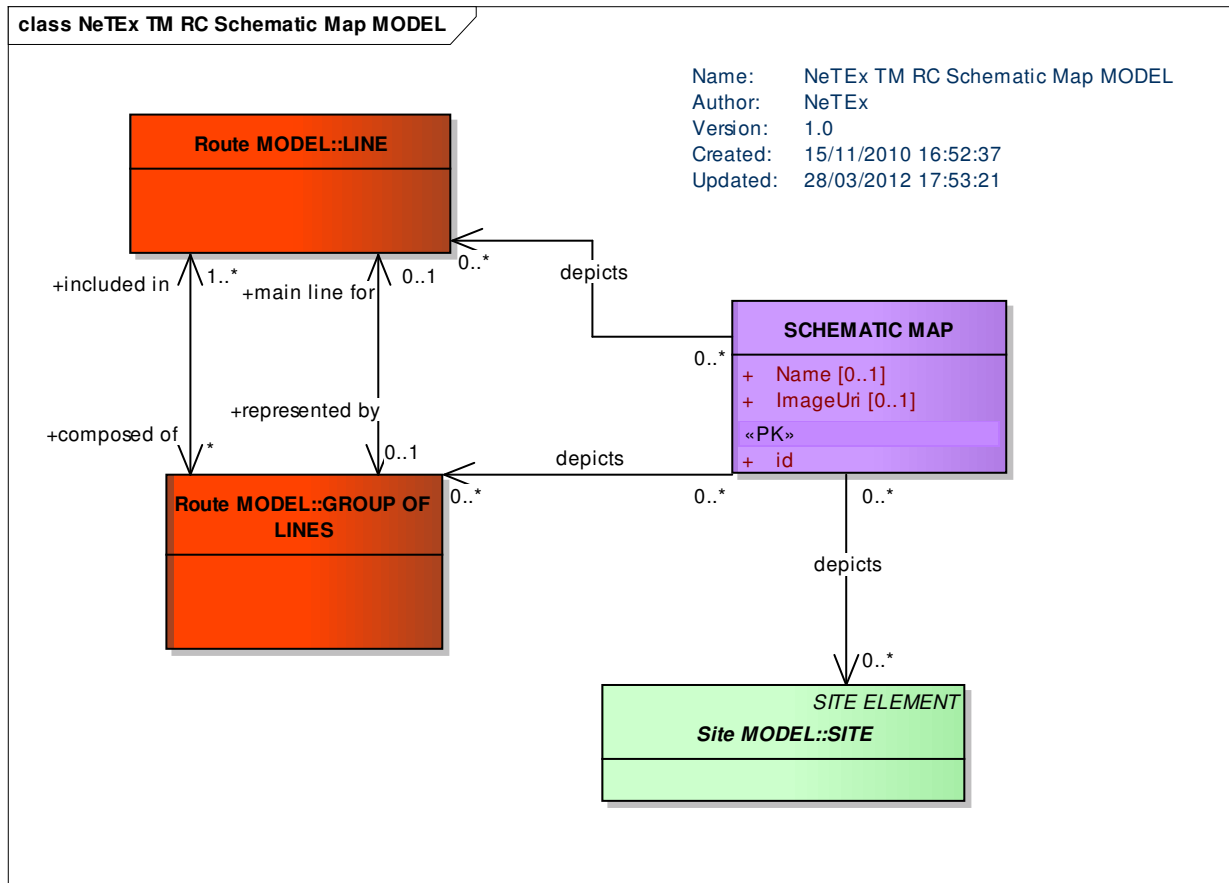 class NeTEx TM RC Schematic Map MODEL
Name: NeTEx TM RC Schematic Map MODEL
Author: NeTEx
Version: 1.0
Created: 15/11/2010 16:52:37
Updated: 28/03/2012 17:53:21
Route MODEL::LINE
+included in
1..*
+main line for
0..1
0..*
depicts
0..*
SCHEMATIC MAP
+ Name [0..1]
+ ImageUri [0..1]
«PK»
+ id
+represented by
+composed of
*
0..1
depicts
0..*
0..*
0..*
Route MODEL::GROUP OF
LINES
depicts
0..*
SITE ELEMENT
Site MODEL::SITE